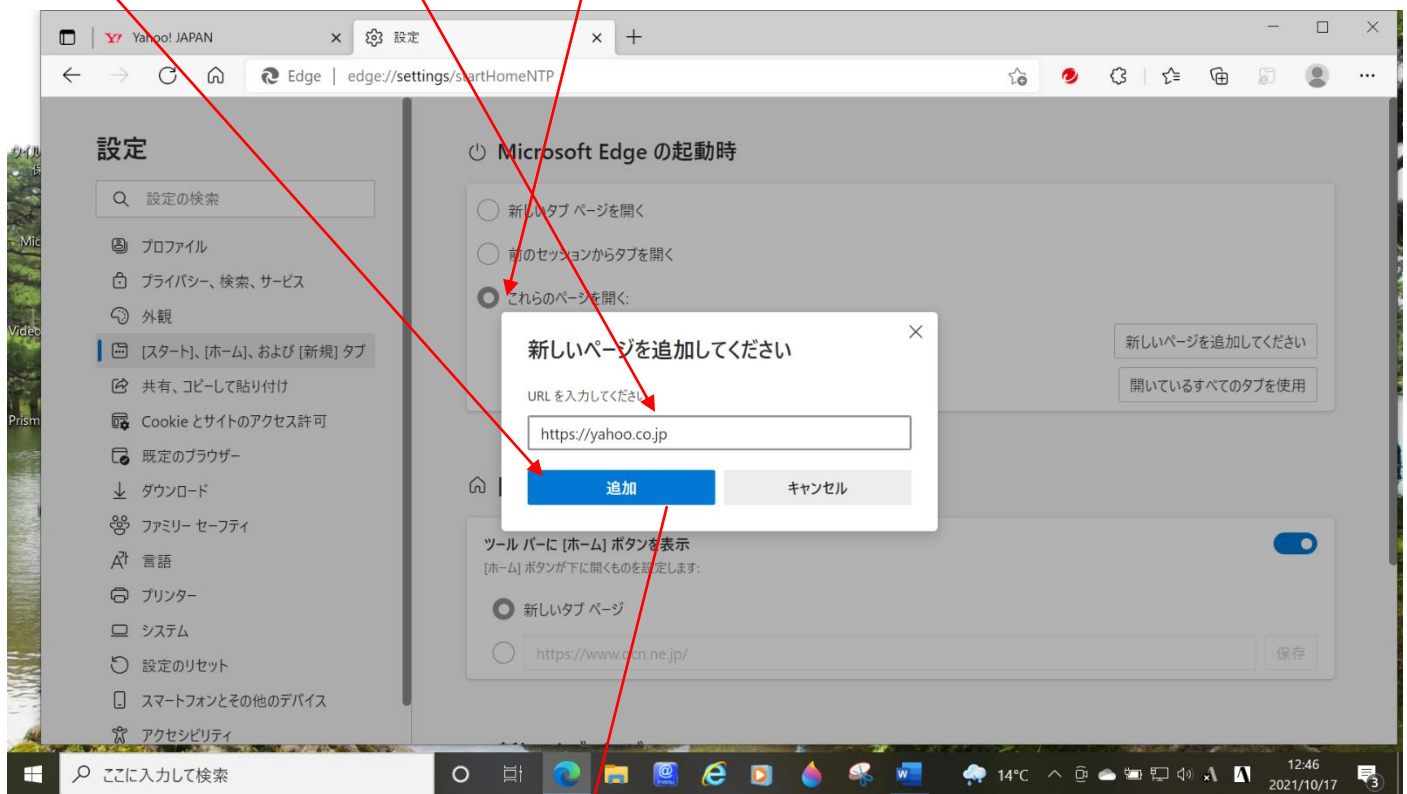 Yahoo! JAPAN
設定
Edge | edge://settings/startHomeNTP
設定
設定の検索
プロファイル
プライバシー、検索、サービス
外観
[スタート]、[ホーム]、および [新規] タブ
共有、コピーして貼り付け
Cookie とサイトのアクセス許可
既定のブラウザー
ダウンロード
ファミリー セーフティ
言語
プリンター
システム
設定のリセット
スマートフォンとその他のデバイス
アクセシビリティ
Microsoft Edge の起動時
新しいタブ ページを開く
前のセッションからタブを開く
これらのページを開く:
新しいページを追加してください
開いているすべてのタブを使用
新しいページを追加してください
URL を入力してください
https://yahoo.co.jp
追加
キャンセル
ツール バーに [ホーム] ボタンを表示
[ホーム] ボタンが下に開くものを設定します:
新しいタブ ページ
https://www.ocn.ne.jp/
保存
Mic
Video
Prism
ここに入力して検索
14°C
12:46
2021/10/17
3